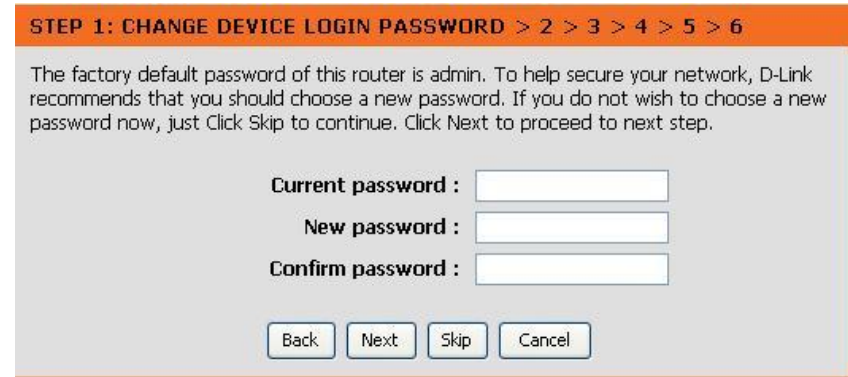 STEP 1: CHANGE DEVICE LOGIN PASSWORD > 2 > 3 > 4 > 5 > 6
The factory default password of this router is admin. To help secure your network, D-Link
recommends that you should choose a new password. If you do not wish to choose a new
password now, just Click Skip to continue. Click Next to proceed to next step.
Current password :
New password :
Confirm password :
Back Next Skip Cancel